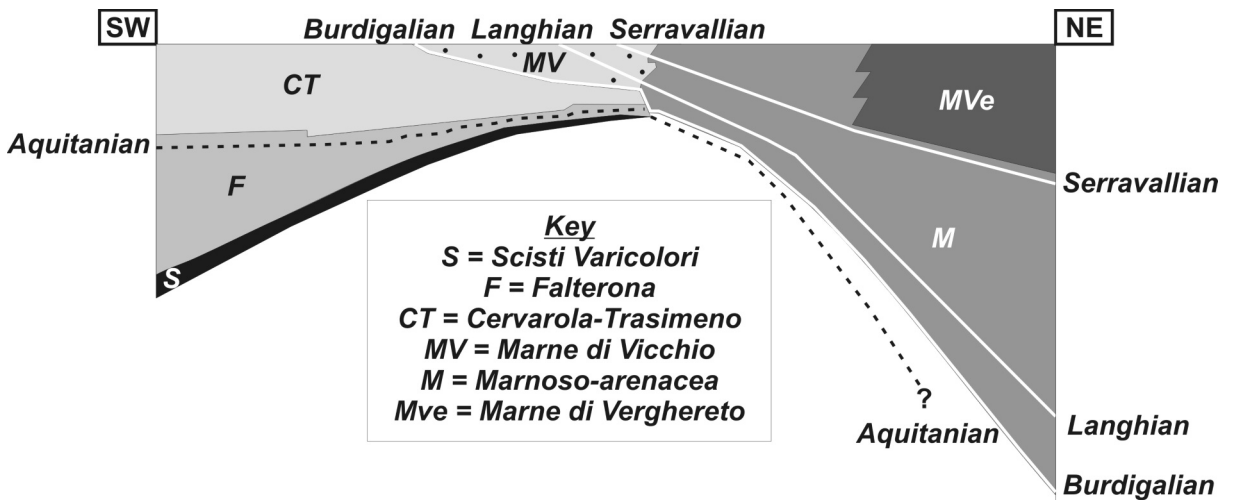 SW
Burdigalian Langhian Serravallian
NE
CT
MV
MVe
Aquitanian
F
Serravallian
M
S
Key
S = Scisti Varicolori
F = Falterona
CT = Cervarola-Trasimeno
MV = Marne di Vicchio
M = Marnoso-arenacea
Mve = Marne di Verghereto
?
Aquitanian
Langhian
Burdigalian